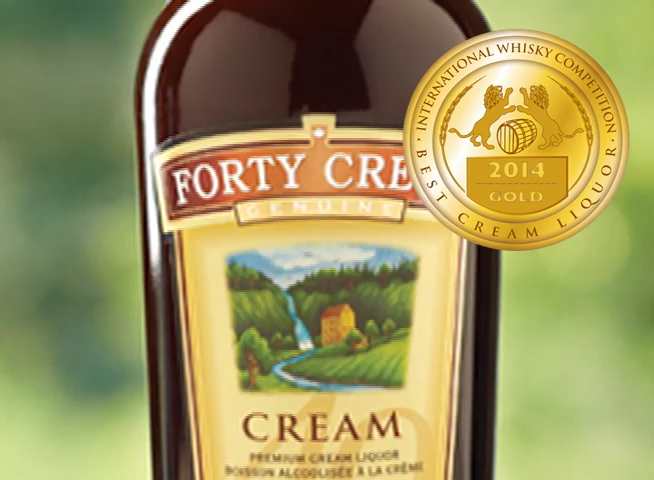 INTERNATIONAL WHISKY COMPETITION
2014
GOLD
BEST CREAM LIQUOR
FORTY CRE
GENUINE
CREAM
PREMIUM CREAM LIQUOR
BOISSON ALCOOLISÉE À LA CRÈME